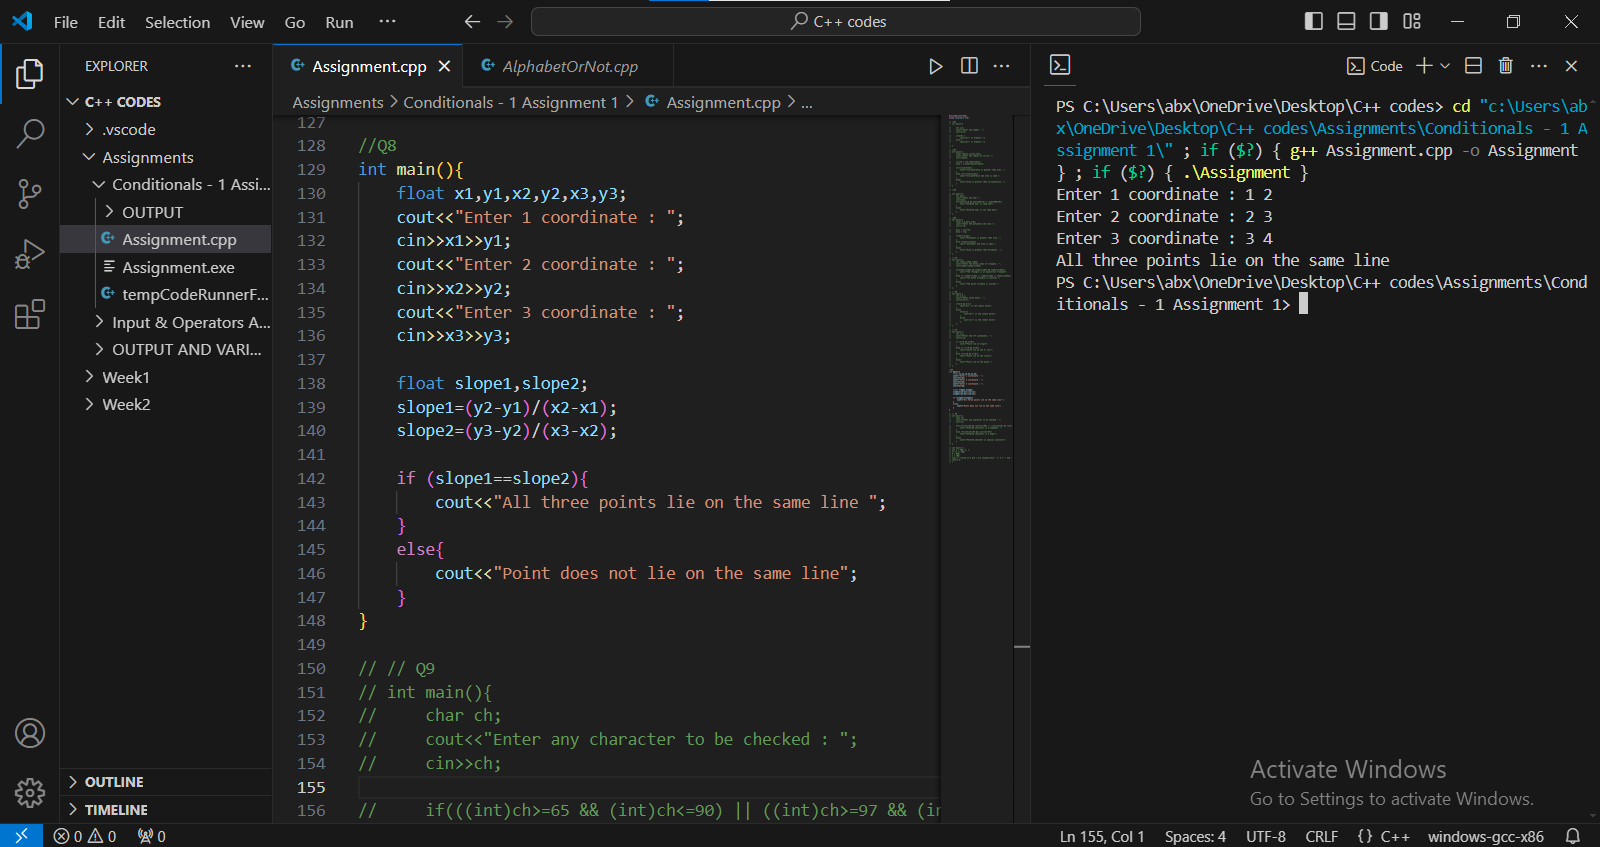 File Edit Selection View Go Run ··· C++ codes
EXPLORER ···
C++ CODES
.vscode
Assignments
Conditionals - 1 Assi...
OUTPUT
Assignment.cpp
Assignment.exe
tempCodeRunnerF...
Input & Operators A...
OUTPUT AND VARI...
Week1
Week2
OUTLINE
TIMELINE
Assignment.cpp AlphabetOrNot.cpp
Assignments > Conditionals - 1 Assignment 1 > Assignment.cpp > ...
127
128 //Q8
129 int main(){
130 float x1,y1,x2,y2,x3,y3;
131 cout<<"Enter 1 coordinate : ";
132 cin>>x1>>y1;
133 cout<<"Enter 2 coordinate : ";
134 cin>>x2>>y2;
135 cout<<"Enter 3 coordinate : ";
136 cin>>x3>>y3;
137
138 float slope1,slope2;
139 slope1=(y2-y1)/(x2-x1);
140 slope2=(y3-y2)/(x3-x2);
141
142 if (slope1==slope2){
143 cout<<"All three points lie on the same line ";
144 }
145 else{
146 cout<<"Point does not lie on the same line";
147 }
148 }
149
150 // // Q9
151 // int main(){
152 // char ch;
153 // cout<<"Enter any character to be checked : ";
154 // cin>>ch;
155
156 // if(((int)ch>=65 && (int)ch<=90) || ((int)ch>=97 && (in
Code
PS C:\Users\abx\OneDrive\Desktop\C++ codes> cd "c:\Users\ab
x\OneDrive\Desktop\C++ codes\Assignments\Conditionals - 1 A
ssignment 1\" ; if ($?) { g++ Assignment.cpp -o Assignment
} ; if ($?) { .\Assignment }
Enter 1 coordinate : 1 2
Enter 2 coordinate : 2 3
Enter 3 coordinate : 3 4
All three points lie on the same line
PS C:\Users\abx\OneDrive\Desktop\C++ codes\Assignments\Cond
itionals - 1 Assignment 1>
Activate Windows
Go to Settings to activate Windows.
0 0 0 Ln 155, Col 1 Spaces: 4 UTF-8 CRLF {} C++ windows-gcc-x86